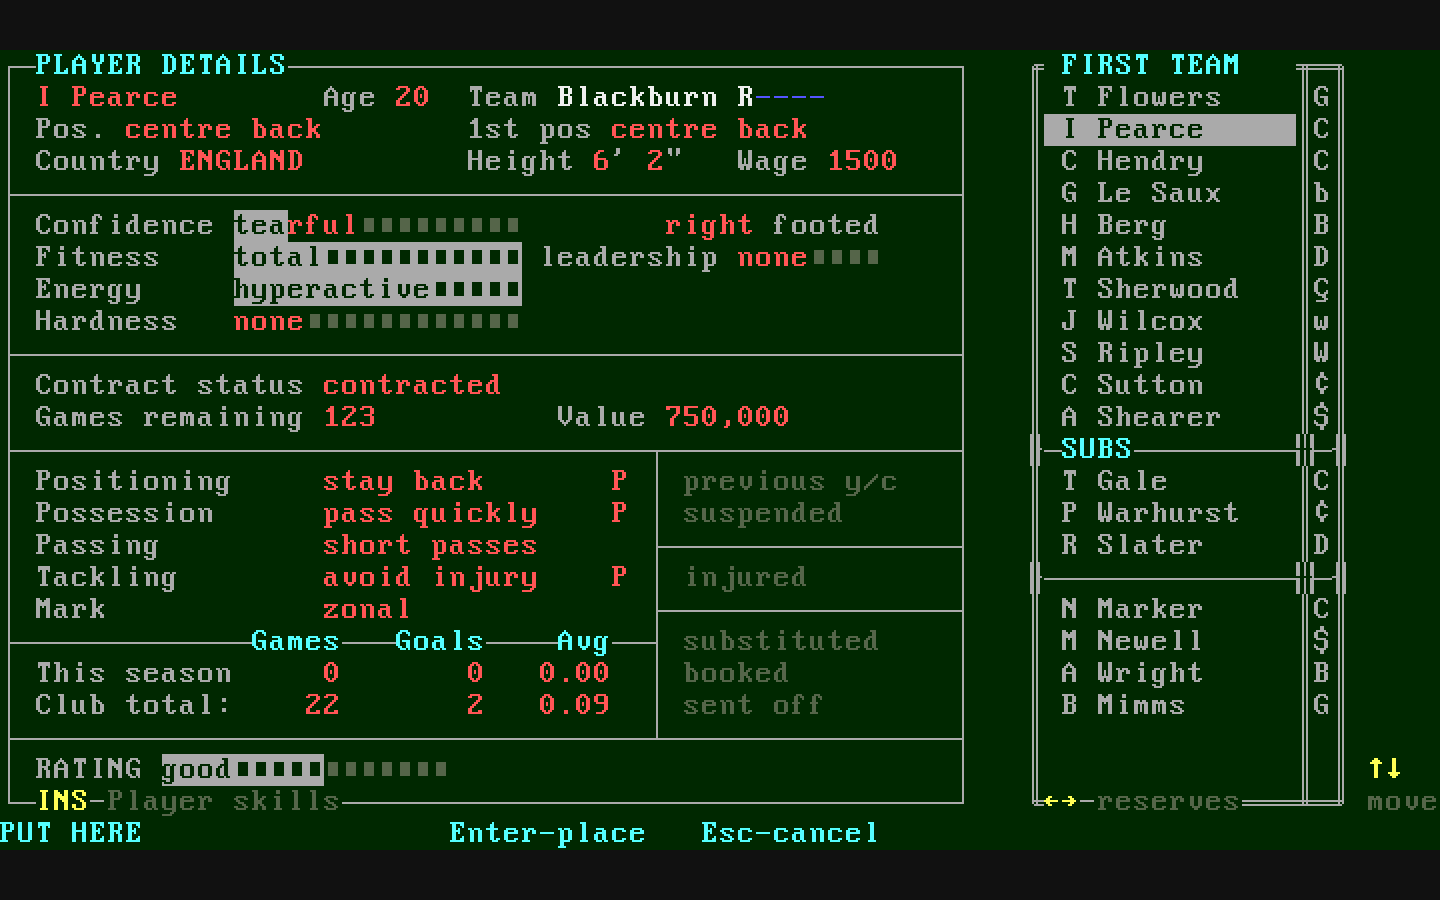 PLAYER DETAILS
I Pearce Age 20 Team Blackburn R----
Pos. centre back 1st pos centre back
Country ENGLAND Height 6' 2" Wage 1500
Confidence tearful right footed
Fitness total leadership none
Energy hyperactive
Hardness none
Contract status contracted
Games remaining 123 Value 750,000
Positioning stay back P
Possession pass quickly P
Passing short passes
Tackling avoid injury P
Mark zonal
Games Goals Avg
This season 0 0 0.00
Club total: 22 2 0.09
previous y/c
suspended
injured
substituted
booked
sent off
RATING good
INS-Player skills
FIRST TEAM
T Flowers G
I Pearce C
C Hendry C
G Le Saux b
H Berg B
M Atkins D
T Sherwood Ç
J Wilcox w
S Ripley W
C Sutton ¢
A Shearer $
SUBS
T Gale C
P Warhurst ¢
R Slater D
N Marker C
M Newell $
A Wright B
B Mimms G
↑↓
←→-reserves move
PUT HERE Enter-place Esc-cancel